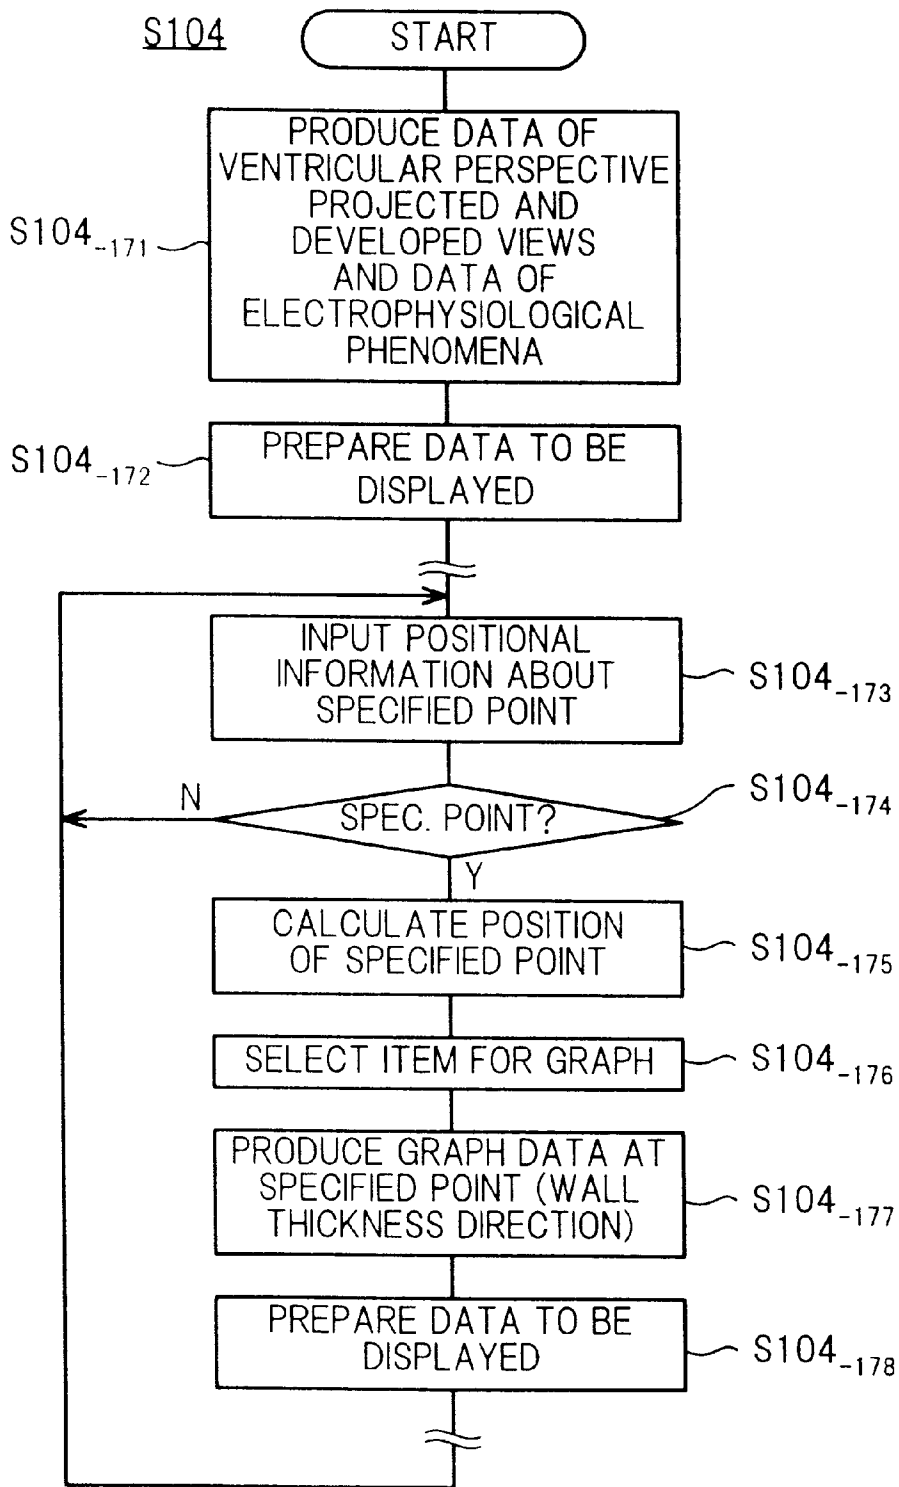 S104
START
PRODUCE DATA OF
VENTRICULAR PERSPECTIVE
PROJECTED AND
DEVELOPED VIEWS
AND DATA OF
ELECTROPHYSIOLOGICAL
PHENOMENA
S104-171
PREPARE DATA TO BE
DISPLAYED
S104-172
INPUT POSITIONAL
INFORMATION ABOUT
SPECIFIED POINT
S104-173
N
SPEC. POINT?
S104-174
Y
CALCULATE POSITION
OF SPECIFIED POINT
S104-175
SELECT ITEM FOR GRAPH
S104-176
PRODUCE GRAPH DATA AT
SPECIFIED POINT (WALL
THICKNESS DIRECTION)
S104-177
PREPARE DATA TO BE
DISPLAYED
S104-178